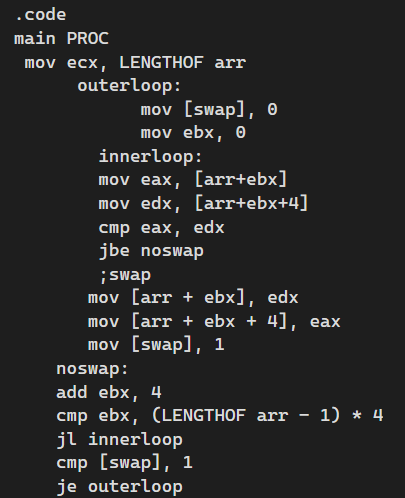 .code
main PROC
mov ecx, LENGTHOF arr
outerloop:
mov [swap], 0
mov ebx, 0
innerloop:
mov eax, [arr+ebx]
mov edx, [arr+ebx+4]
cmp eax, edx
jbe noswap
;swap
mov [arr + ebx], edx
mov [arr + ebx + 4], eax
mov [swap], 1
noswap:
add ebx, 4
cmp ebx, (LENGTHOF arr - 1) * 4
jl innerloop
cmp [swap], 1
je outerloop